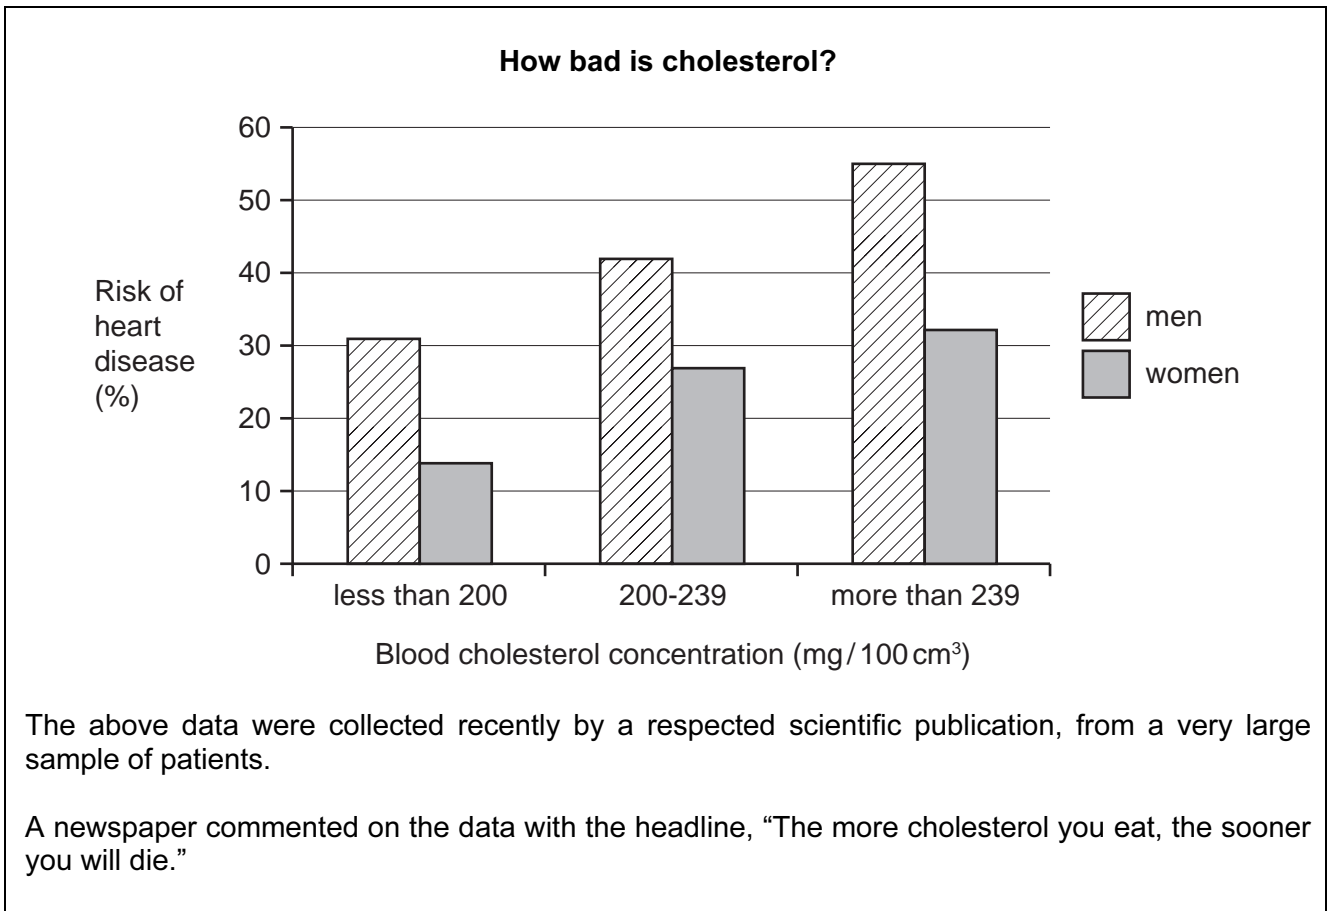 How bad is cholesterol?
60
50
40
30
20
10
0
Risk of
heart
disease
(%)
men
women
less than 200
200-239
more than 239
Blood cholesterol concentration (mg/100 cm³)
The above data were collected recently by a respected scientific publication, from a very large
sample of patients.
A newspaper commented on the data with the headline, “The more cholesterol you eat, the sooner
you will die.”